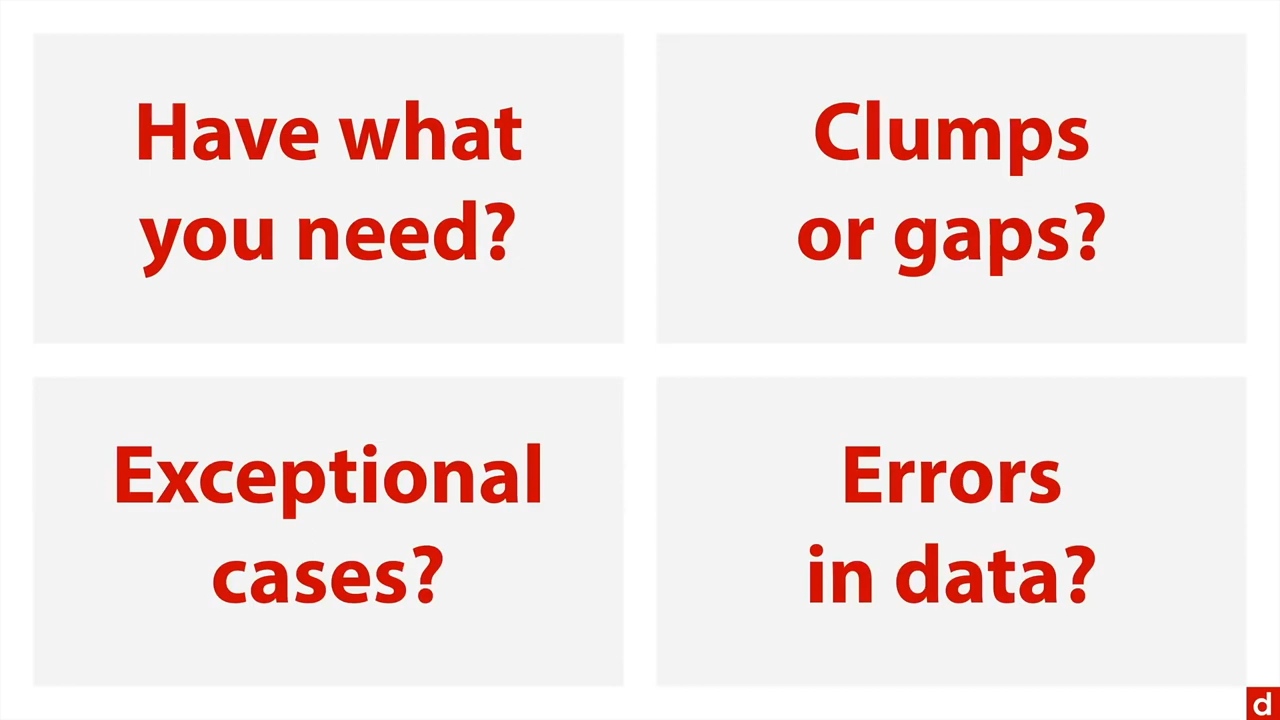 Have what
you need?
Clumps
or gaps?
Exceptional
cases?
Errors
in data?
d